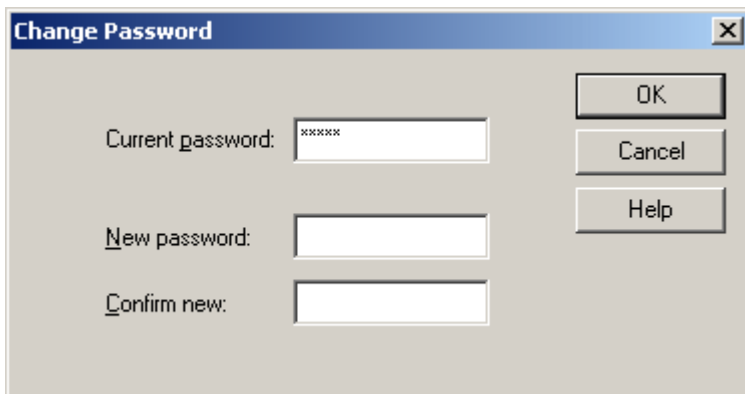 Change Password
OK
Current password:
*****
Cancel
Help
New password:
Confirm new: